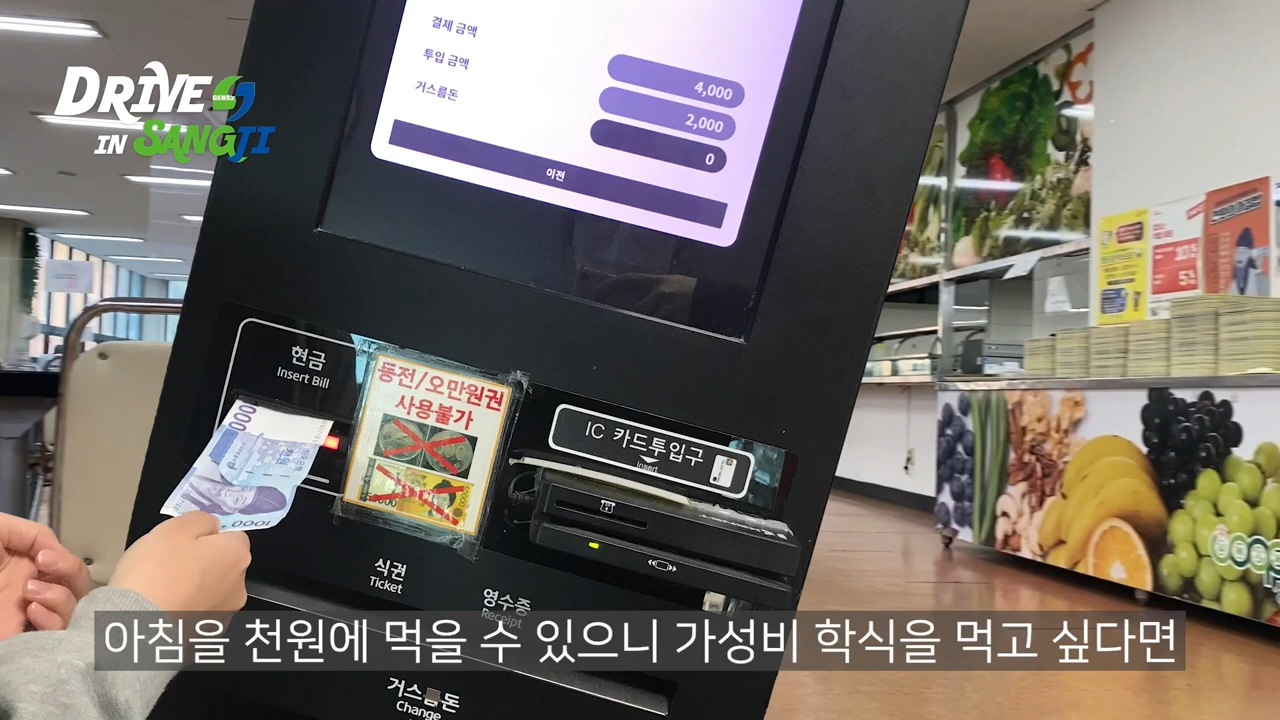 DRIVE
GENS'z
IN SANGJI
결제 금액
투입 금액
거스름돈
4,000
2,000
0
이전
현금
Insert Bill
동전/오만원권
사용불가
IC 카드투입구
Insert
1000
식권
Ticket
영수증
Receipt
아침을 천원에 먹을 수 있으니 가성비 학식을 먹고 싶다면
거스름돈
Change